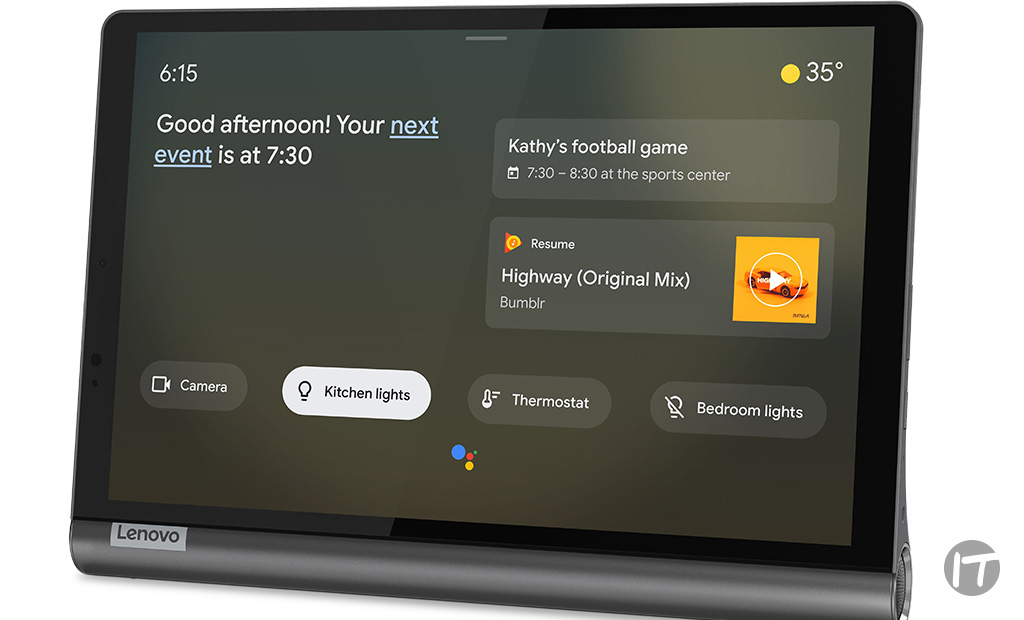 6:15
35°
Good afternoon! Your next
event is at 7:30
Kathy's football game
7:30 – 8:30 at the sports center
Resume
Highway (Original Mix)
Bumblr
HIGHWAY
Camera
Kitchen lights
Thermostat
Bedroom lights
Lenovo
IT